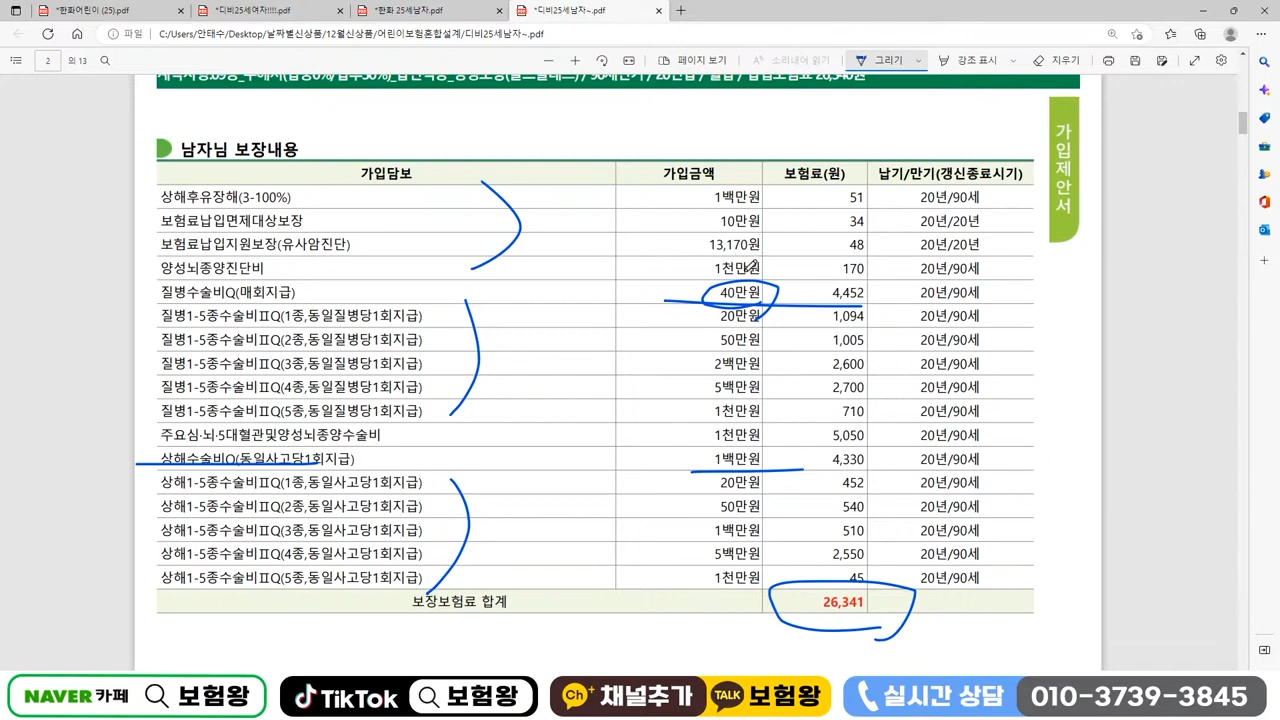 *한화어린이 (25).pdf
*디비25세여자!!!!.pdf
*한화 25세남자.pdf
*디비25세남자~.pdf
파일
C:/Users/안태수/Desktop/날짜별신상품/12월신상품/어린이보험혼합설계/디비25세남자~.pdf
2 의 13
페이지 보기
소리내어 읽기
그리기
강조 표시
지우기
가입제안서
남자님 보장내용
가입담보 가입금액 보험료(원) 납기/만기(갱신종료시기)
상해후유장해(3-100%) 1백만원 51 20년/90세
보험료납입면제대상보장 10만원 34 20년/20년
보험료납입지원보장(유사암진단) 13,170원 48 20년/20년
양성뇌종양진단비 1천만원 170 20년/90세
질병수술비Q(매회지급) 40만원 4,452 20년/90세
질병1-5종수술비ⅡQ(1종,동일질병당1회지급) 20만원 1,094 20년/90세
질병1-5종수술비ⅡQ(2종,동일질병당1회지급) 50만원 1,005 20년/90세
질병1-5종수술비ⅡQ(3종,동일질병당1회지급) 2백만원 2,600 20년/90세
질병1-5종수술비ⅡQ(4종,동일질병당1회지급) 5백만원 2,700 20년/90세
질병1-5종수술비ⅡQ(5종,동일질병당1회지급) 1천만원 710 20년/90세
주요심·뇌·5대혈관및양성뇌종양수술비 1천만원 5,050 20년/90세
상해수술비Q(동일사고당1회지급) 1백만원 4,330 20년/90세
상해1-5종수술비ⅡQ(1종,동일사고당1회지급) 20만원 452 20년/90세
상해1-5종수술비ⅡQ(2종,동일사고당1회지급) 50만원 540 20년/90세
상해1-5종수술비ⅡQ(3종,동일사고당1회지급) 1백만원 510 20년/90세
상해1-5종수술비ⅡQ(4종,동일사고당1회지급) 5백만원 2,550 20년/90세
상해1-5종수술비ⅡQ(5종,동일사고당1회지급) 1천만원 45 20년/90세
보장보험료 합계 26,341
NAVER 카페 보험왕
TikTok 보험왕
Ch+ 채널추가 TALK 보험왕
실시간 상담 010-3739-3845